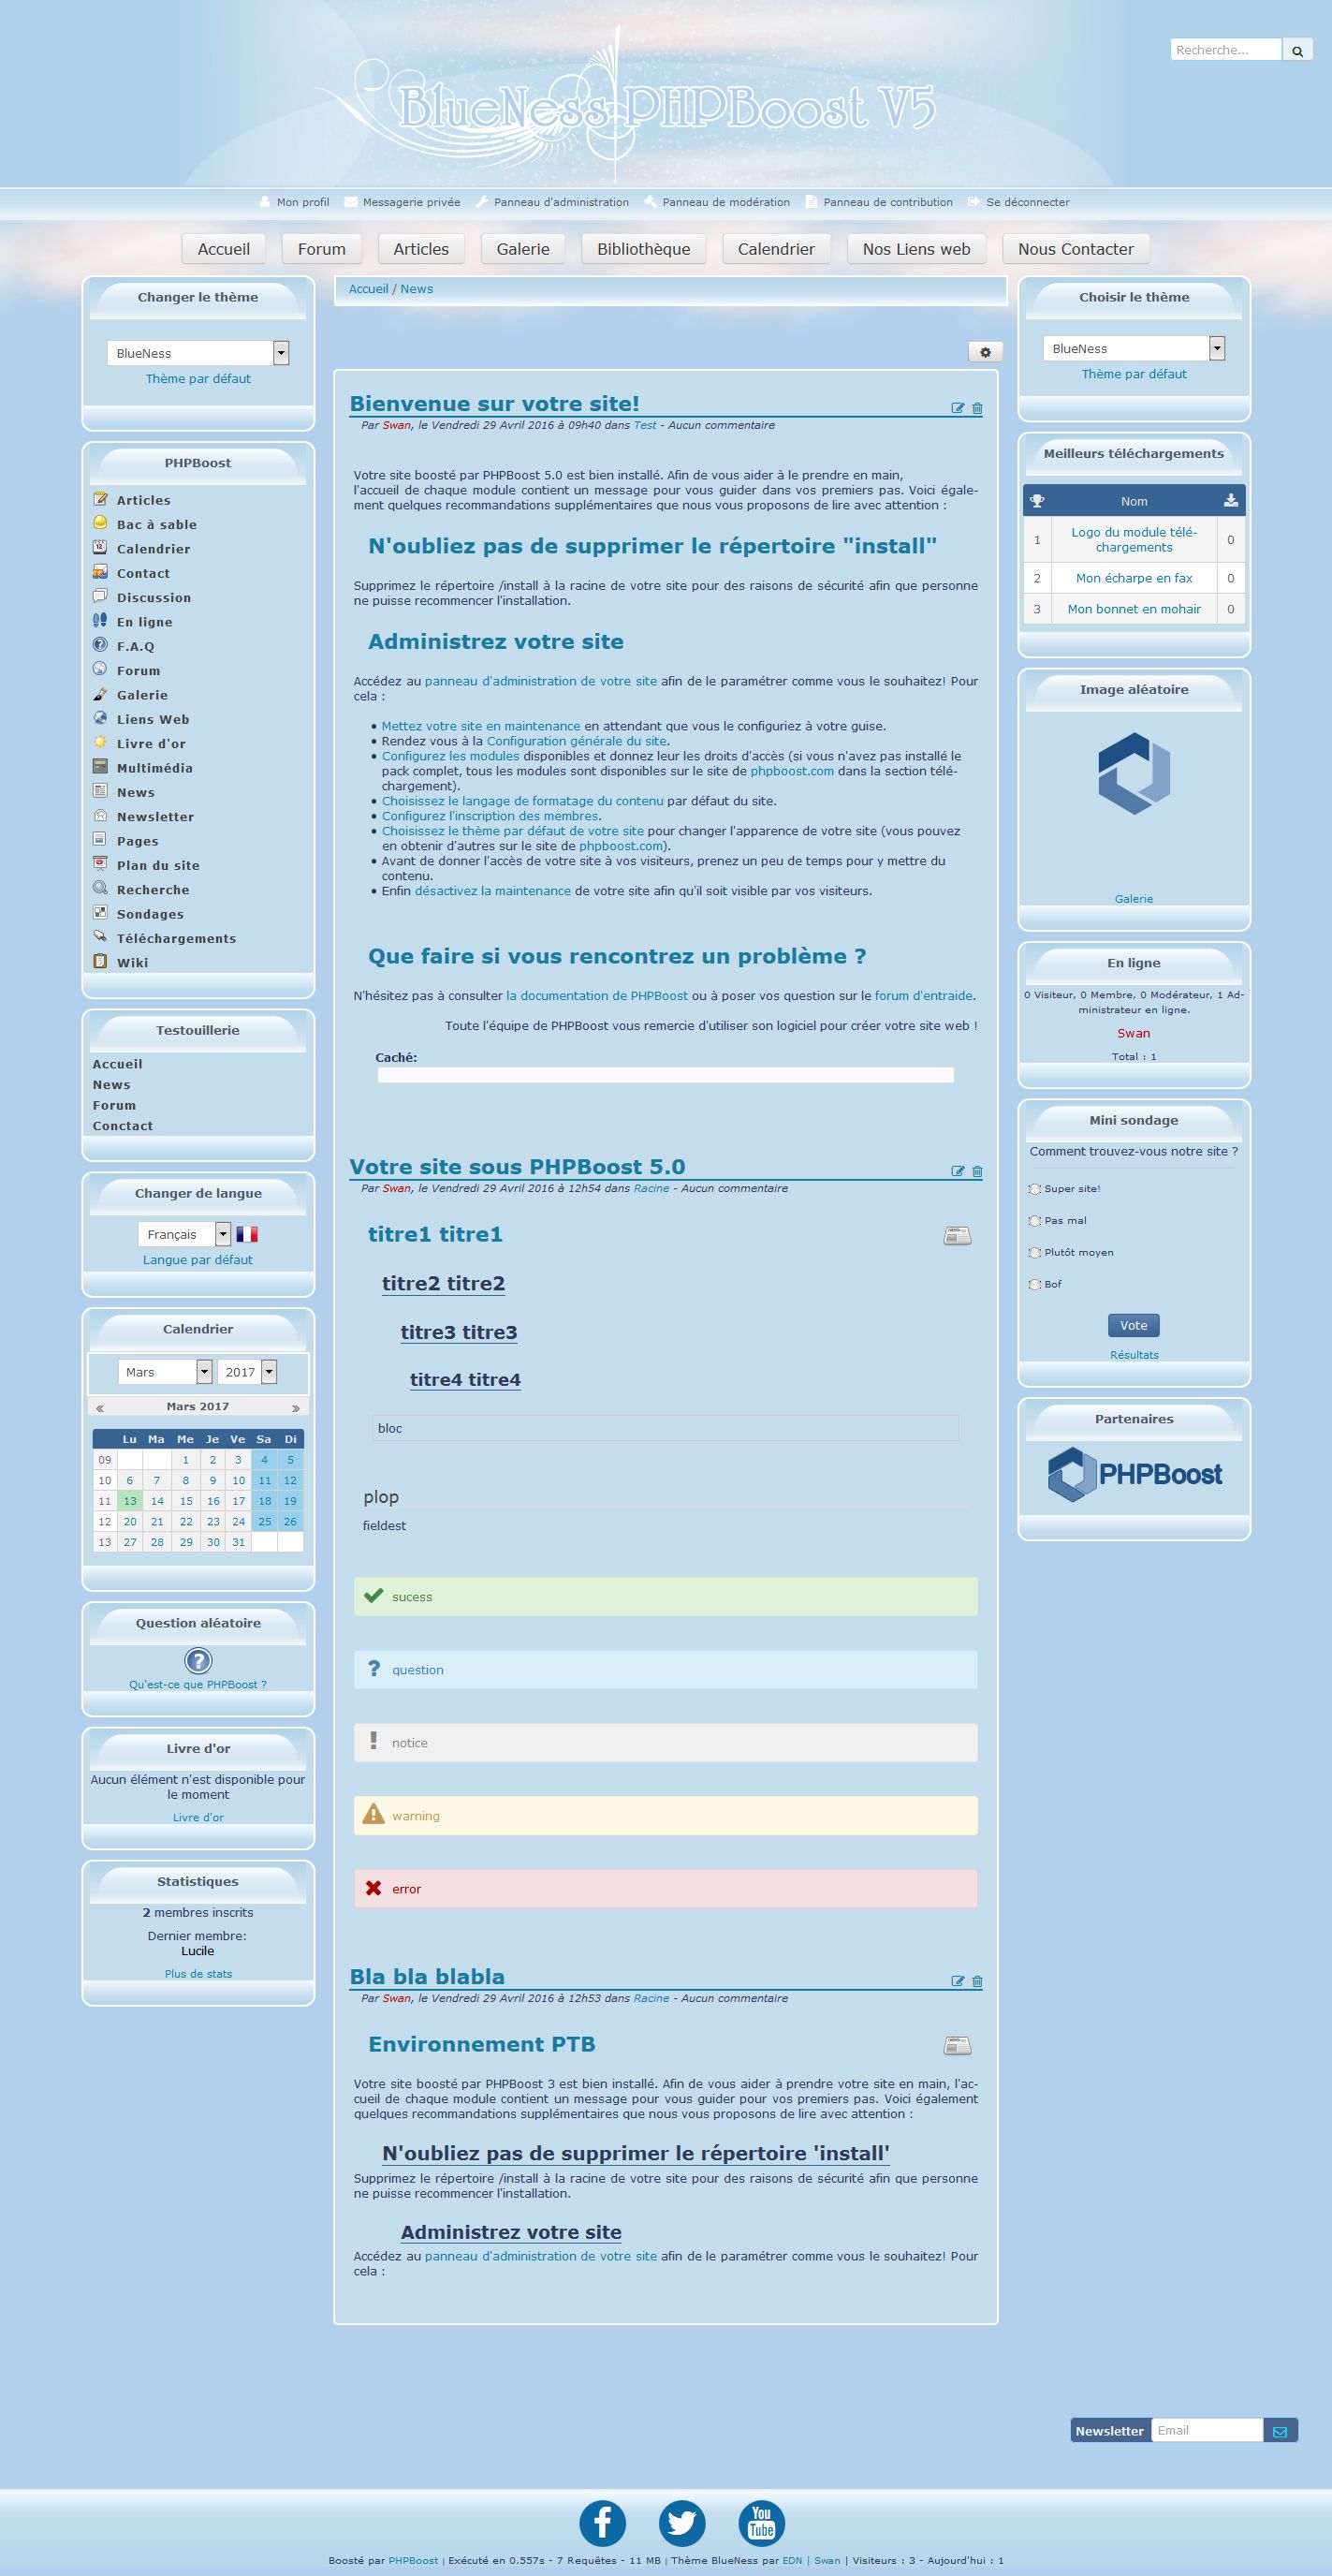 BlueNess PHPBoost V5
Recherche...
Mon profil Messagerie privée Panneau d'administration Panneau de modération Panneau de contribution Se déconnecter
Accueil Forum Articles Galerie Bibliothèque Calendrier Nos Liens web Nous Contacter
Changer le thème
BlueNess
Thème par défaut
PHPBoost
Articles
Bac à sable
Calendrier
Contact
Discussion
En ligne
F.A.Q
Forum
Galerie
Liens Web
Livre d'or
Multimédia
News
Newsletter
Pages
Plan du site
Recherche
Sondages
Téléchargements
Wiki
Testouillerie
Accueil
News
Forum
Conctact
Changer de langue
Français
Langue par défaut
Calendrier
Mars 2017
« Mars 2017 »
Lu Ma Me Je Ve Sa Di
09 1 2 3 4 5
10 6 7 8 9 10 11 12
11 13 14 15 16 17 18 19
12 20 21 22 23 24 25 26
13 27 28 29 30 31
Question aléatoire
?
Qu'est-ce que PHPBoost ?
Livre d'or
Aucun élément n'est disponible pour
le moment
Livre d'or
Statistiques
2 membres inscrits
Dernier membre:
Lucile
Plus de stats
Accueil / News
Bienvenue sur votre site!
Par Swan, le Vendredi 29 Avril 2016 à 09h40 dans Test - Aucun commentaire
Votre site boosté par PHPBoost 5.0 est bien installé. Afin de vous aider à le prendre en main,
l'accueil de chaque module contient un message pour vous guider dans vos premiers pas. Voici égale-
ment quelques recommandations supplémentaires que nous vous proposons de lire avec attention :
N'oubliez pas de supprimer le répertoire "install"
Supprimez le répertoire /install à la racine de votre site pour des raisons de sécurité afin que personne
ne puisse recommencer l'installation.
Administrez votre site
Accédez au panneau d'administration de votre site afin de le paramétrer comme vous le souhaitez! Pour
cela :
• Mettez votre site en maintenance en attendant que vous le configuriez à votre guise.
• Rendez vous à la Configuration générale du site.
• Configurez les modules disponibles et donnez leur les droits d'accès (si vous n'avez pas installé le
pack complet, tous les modules sont disponibles sur le site de phpboost.com dans la section télé-
chargement).
• Choisissez le langage de formatage du contenu par défaut du site.
• Configurez l'inscription des membres.
• Choisissez le thème par défaut de votre site pour changer l'apparence de votre site (vous pouvez
en obtenir d'autres sur le site de phpboost.com).
• Avant de donner l'accès de votre site à vos visiteurs, prenez un peu de temps pour y mettre du
contenu.
• Enfin désactivez la maintenance de votre site afin qu'il soit visible par vos visiteurs.
Que faire si vous rencontrez un problème ?
N'hésitez pas à consulter la documentation de PHPBoost ou à poser vos question sur le forum d'entraide.
Toute l'équipe de PHPBoost vous remercie d'utiliser son logiciel pour créer votre site web !
Caché:
Votre site sous PHPBoost 5.0
Par Swan, le Vendredi 29 Avril 2016 à 12h54 dans Racine - Aucun commentaire
titre1 titre1
titre2 titre2
titre3 titre3
titre4 titre4
bloc
plop
fieldest
sucess
? question
! notice
warning
error
Bla bla blabla
Par Swan, le Vendredi 29 Avril 2016 à 12h53 dans Racine - Aucun commentaire
Environnement PTB
Votre site boosté par PHPBoost 3 est bien installé. Afin de vous aider à prendre votre site en main, l'ac-
cueil de chaque module contient un message pour vous guider pour vos premiers pas. Voici également
quelques recommandations supplémentaires que nous vous proposons de lire avec attention :
N'oubliez pas de supprimer le répertoire 'install'
Supprimez le répertoire /install à la racine de votre site pour des raisons de sécurité afin que personne
ne puisse recommencer l'installation.
Administrez votre site
Accédez au panneau d'administration de votre site afin de le paramétrer comme vous le souhaitez! Pour
cela :
Choisir le thème
BlueNess
Thème par défaut
Meilleurs téléchargements
Nom
1 Logo du module télé-
chargements 0
2 Mon écharpe en fax 0
3 Mon bonnet en mohair 0
Image aléatoire
Galerie
En ligne
0 Visiteur, 0 Membre, 0 Modérateur, 1 Ad-
ministrateur en ligne.
Swan
Total : 1
Mini sondage
Comment trouvez-vous notre site ?
Super site!
Pas mal
Plutôt moyen
Bof
Vote
Résultats
Partenaires
PHPBoost
Newsletter Email
You
Tube
Boosté par PHPBoost | Exécuté en 0.557s - 7 Requêtes - 11 MB | Thème BlueNess par EDN | Swan | Visiteurs : 3 - Aujourd'hui : 1